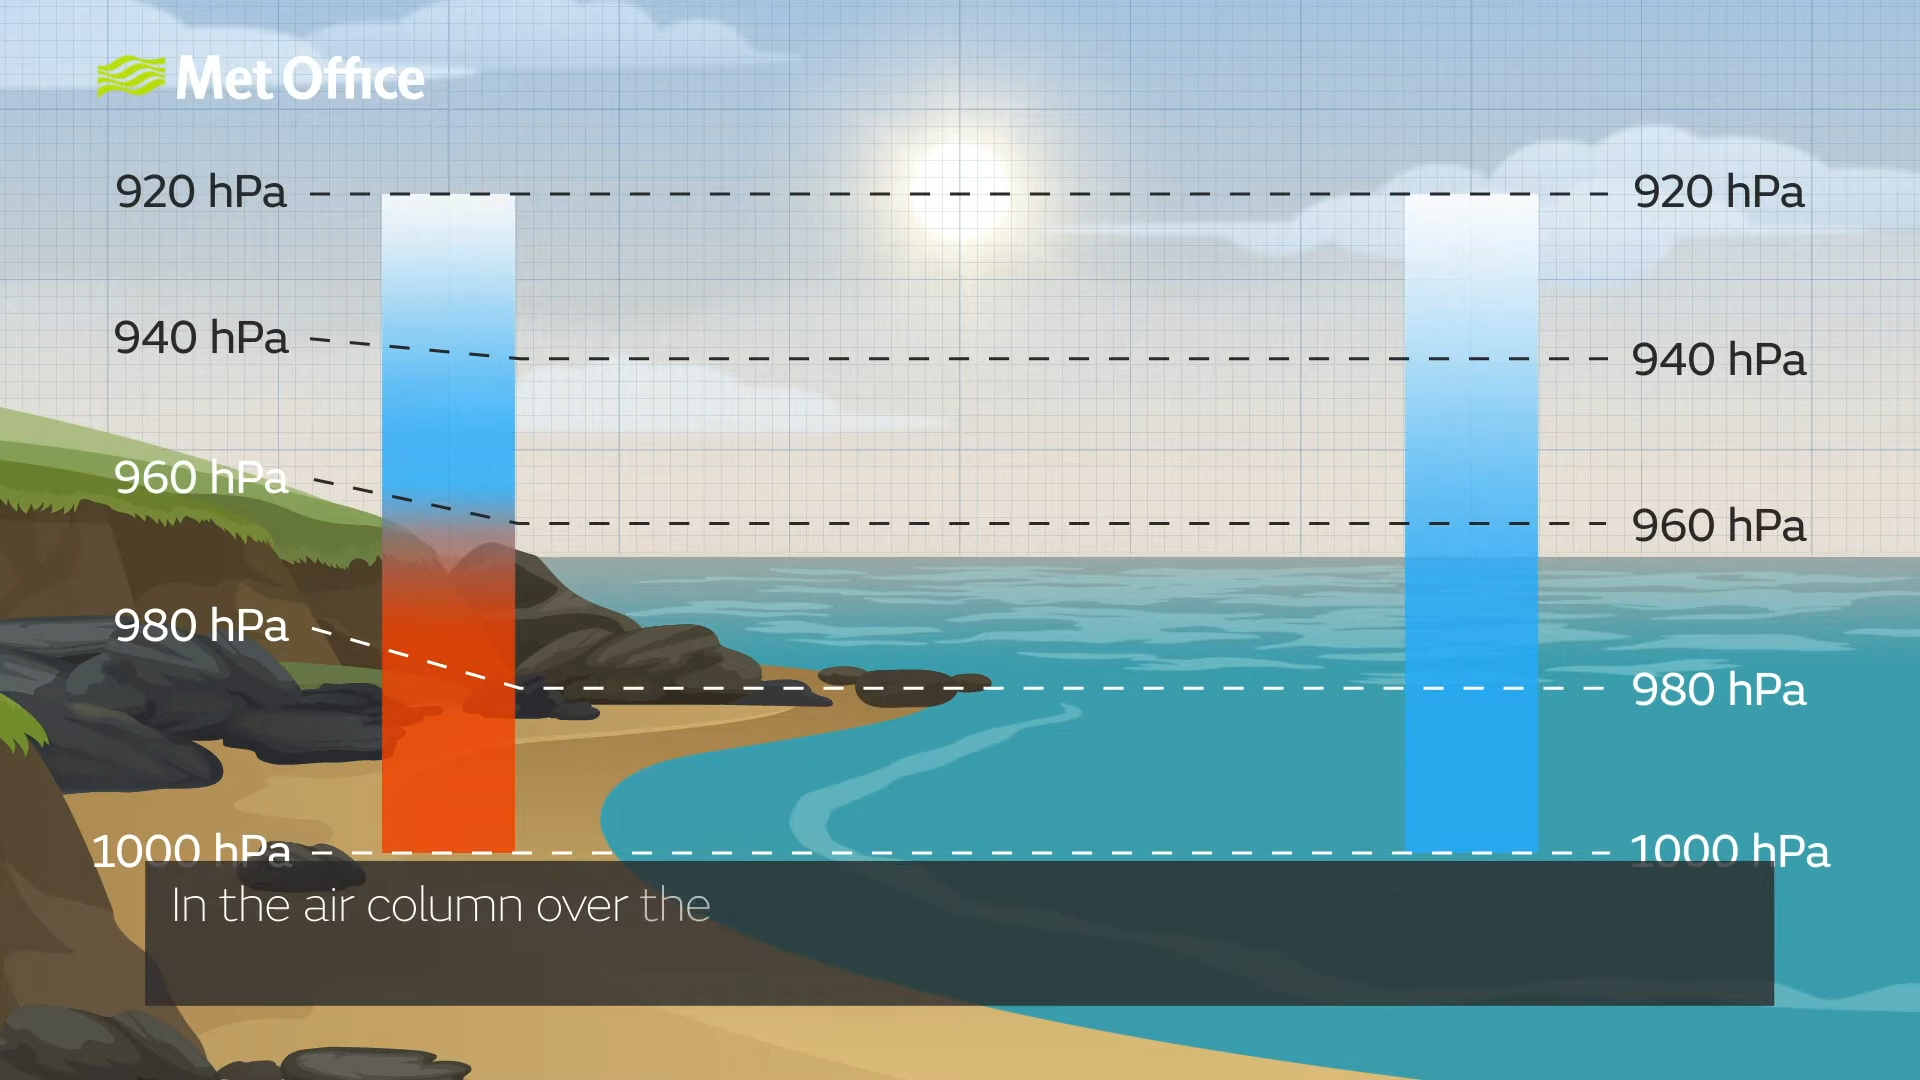 Met Office
920 hPa
920 hPa
940 hPa
940 hPa
960 hPa
960 hPa
980 hPa
980 hPa
1000 hPa
1000 hPa
In the air column over the